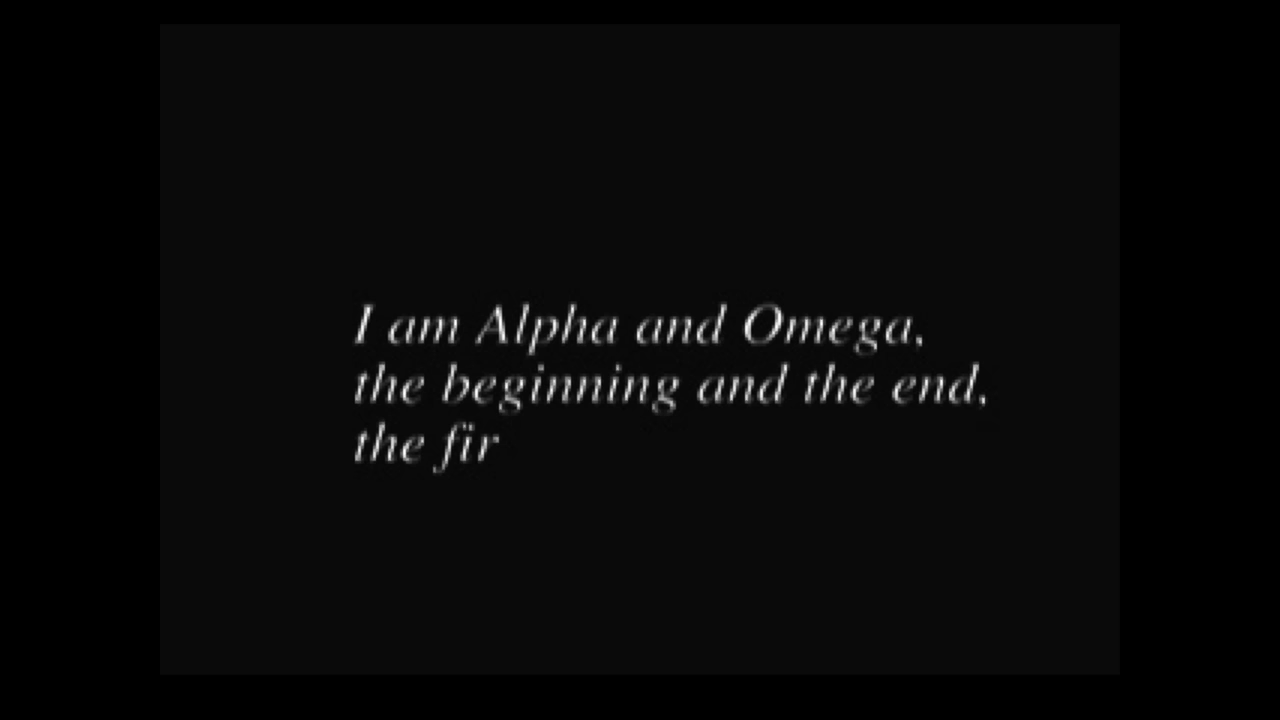 I am Alpha and Omega,
the beginning and the end,
the fir